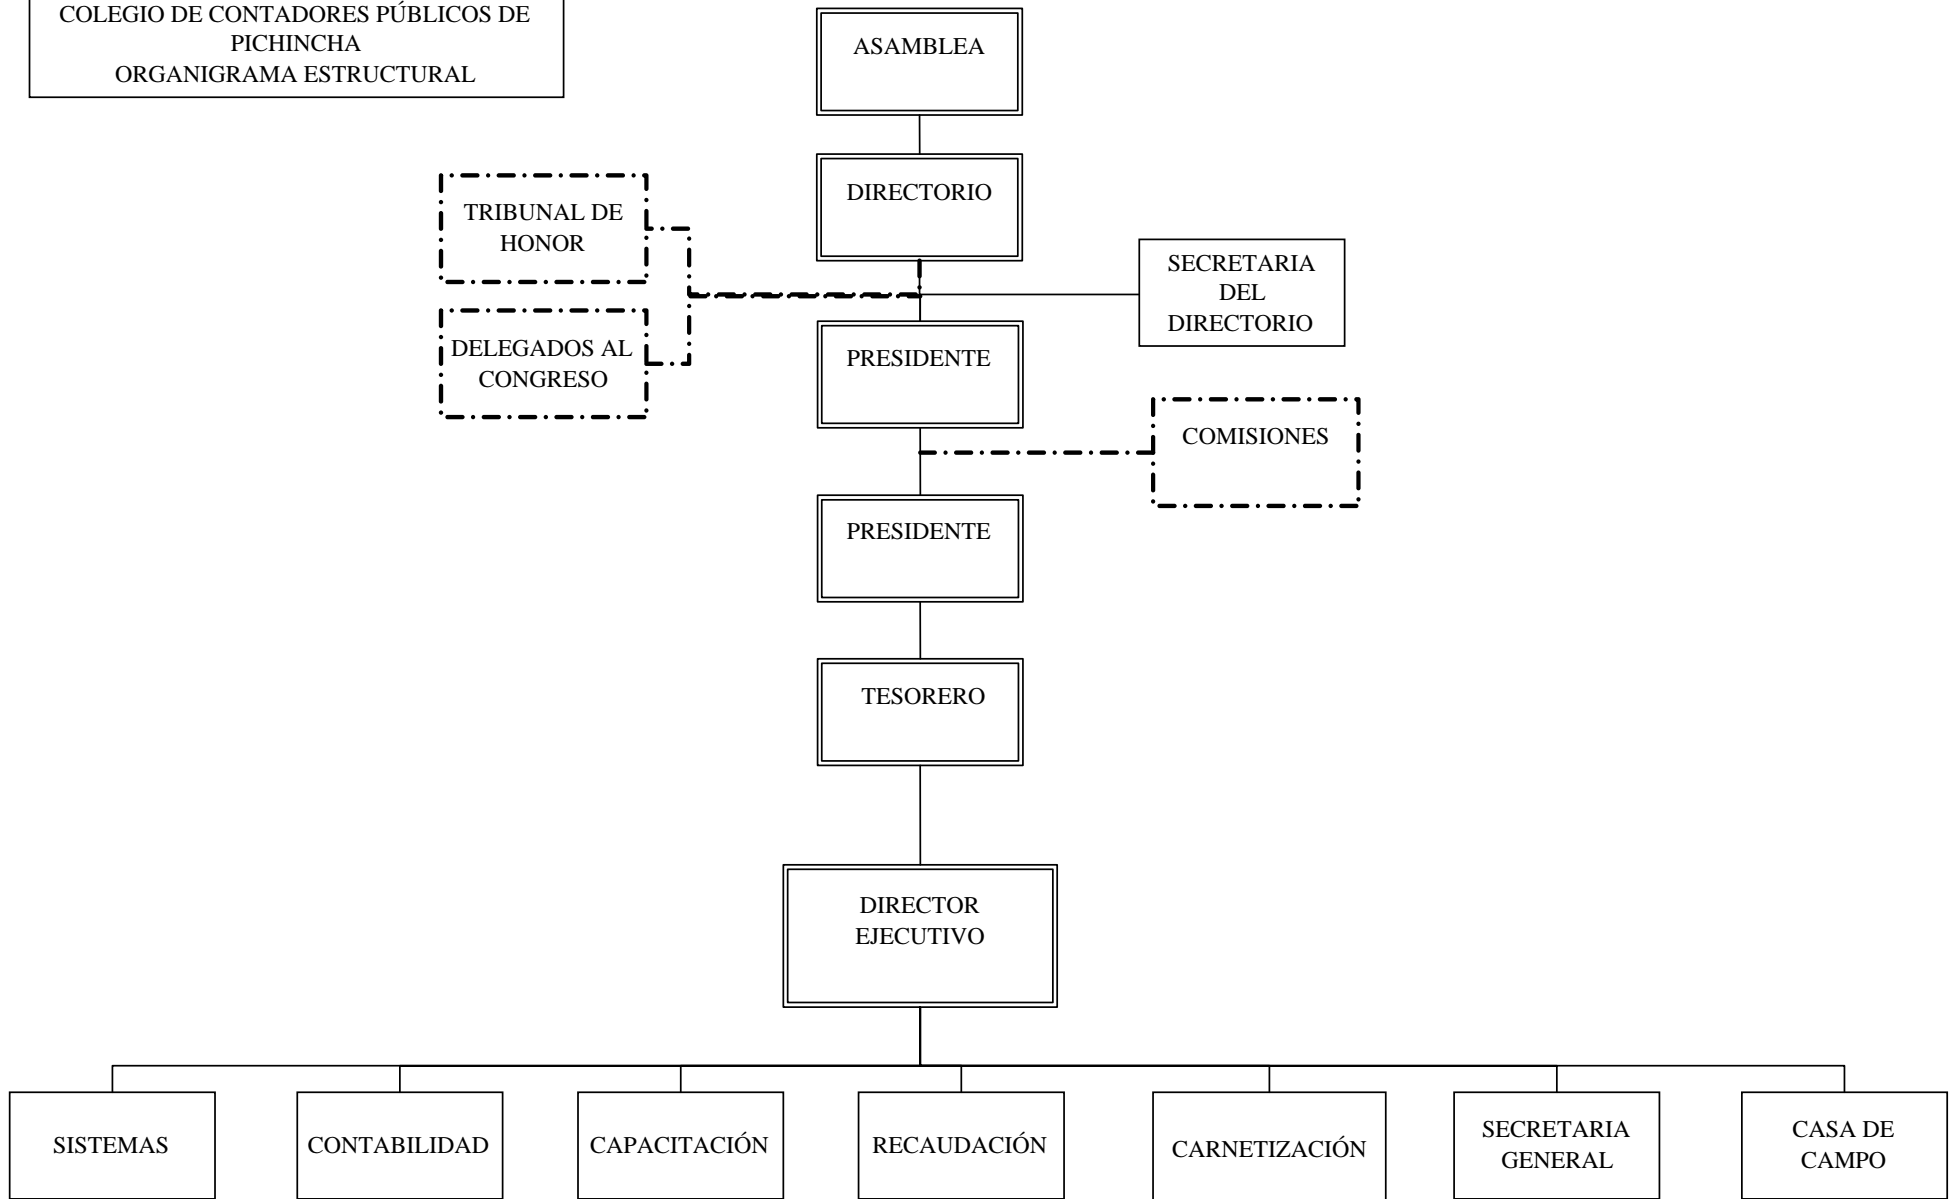 COLEGIO DE CONTADORES PÚBLICOS DE
PICHINCHA
ORGANIGRAMA ESTRUCTURAL
ASAMBLEA
DIRECTORIO
TRIBUNAL DE
HONOR
SECRETARIA
DEL
DIRECTORIO
DELEGADOS AL
CONGRESO
PRESIDENTE
COMISIONES
PRESIDENTE
TESORERO
DIRECTOR
EJECUTIVO
SISTEMAS
CONTABILIDAD
CAPACITACIÓN
RECAUDACIÓN
CARNETIZACIÓN
SECRETARIA
GENERAL
CASA DE
CAMPO